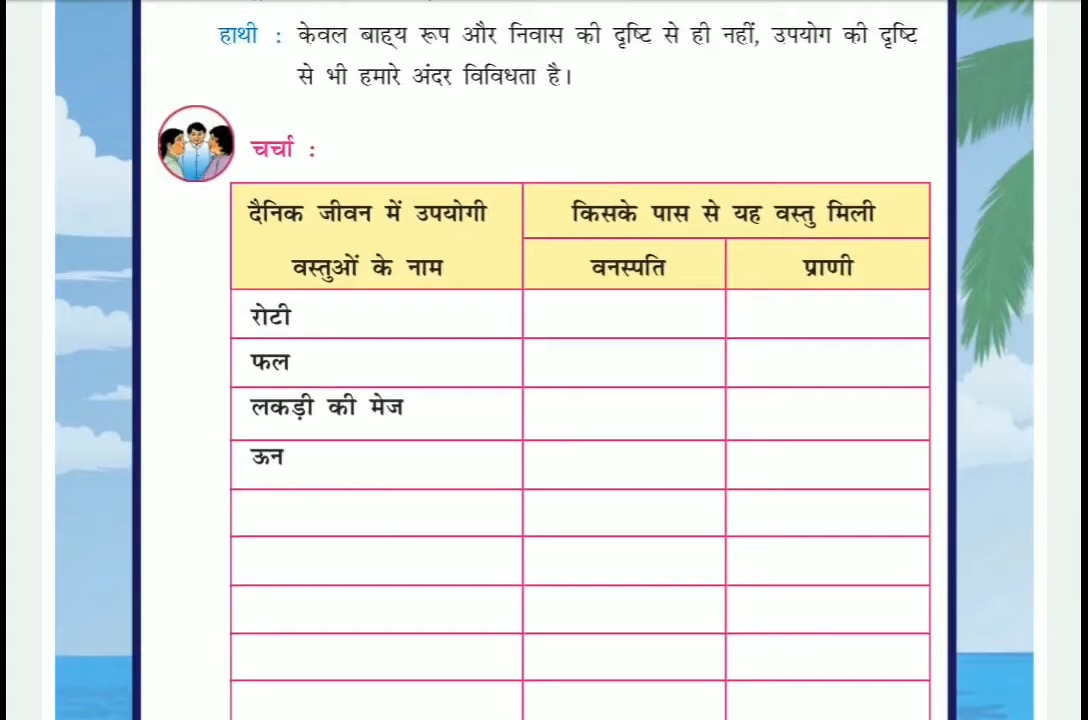 हाथी : केवल बाह्य रूप और निवास की दृष्टि से ही नहीं, उपयोग की दृष्टि
से भी हमारे अंदर विविधता है।
चर्चा :
दैनिक जीवन में उपयोगी
वस्तुओं के नाम
किसके पास से यह वस्तु मिली
वनस्पति
प्राणी
रोटी
फल
लकड़ी की मेज
ऊन